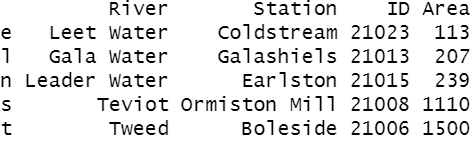 River Station ID Area
e Leet Water Coldstream 21023 113
l Gala Water Galashiels 21013 207
n Leader Water Earlston 21015 239
s Teviot Ormiston Mill 21008 1110
t Tweed Boleside 21006 1500